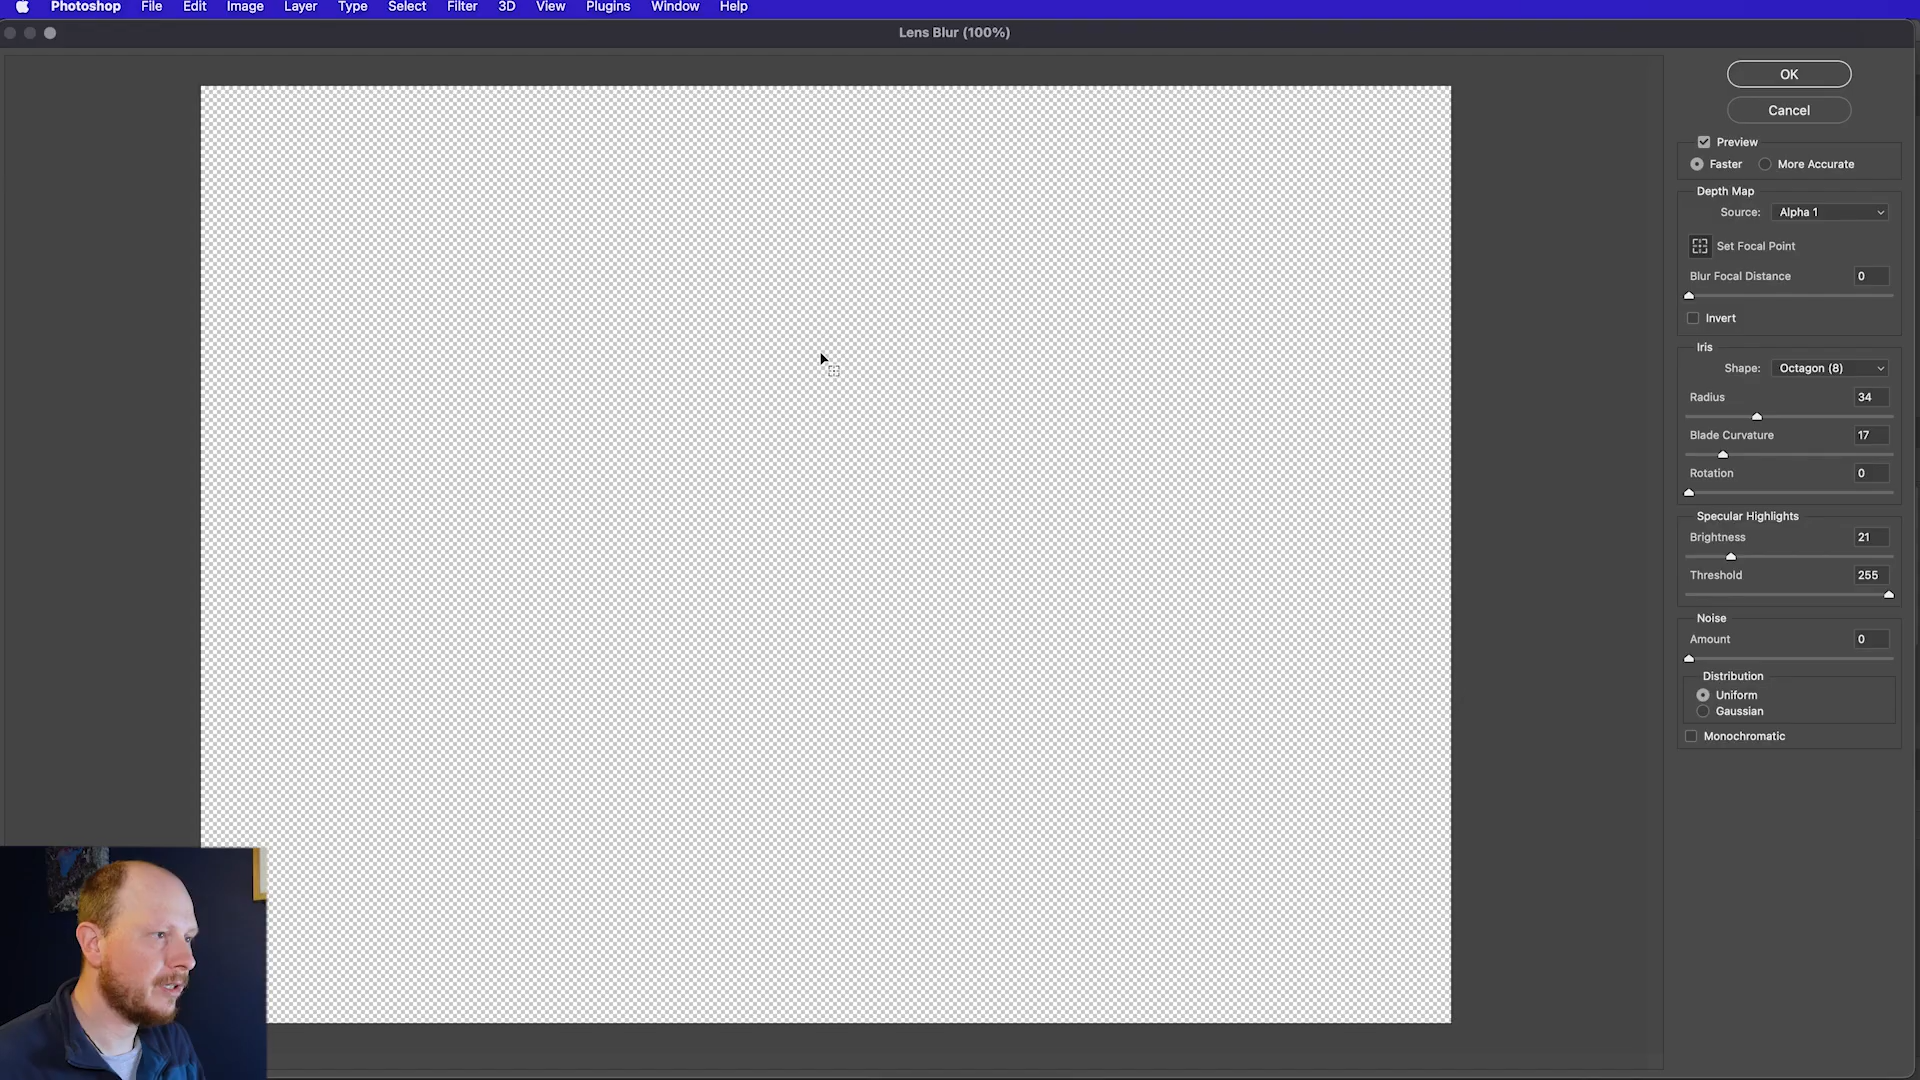 Photoshop File Edit Image Layer Type Select Filter 3D View Plugins Window Help
Lens Blur (100%)
OK
Cancel
Preview
Faster More Accurate
Depth Map
Source: Alpha 1
Set Focal Point
Blur Focal Distance 0
Invert
Iris
Shape: Octagon (8)
Radius 34
Blade Curvature 17
Rotation 0
Specular Highlights
Brightness 21
Threshold 255
Noise
Amount 0
Distribution
Uniform
Gaussian
Monochromatic